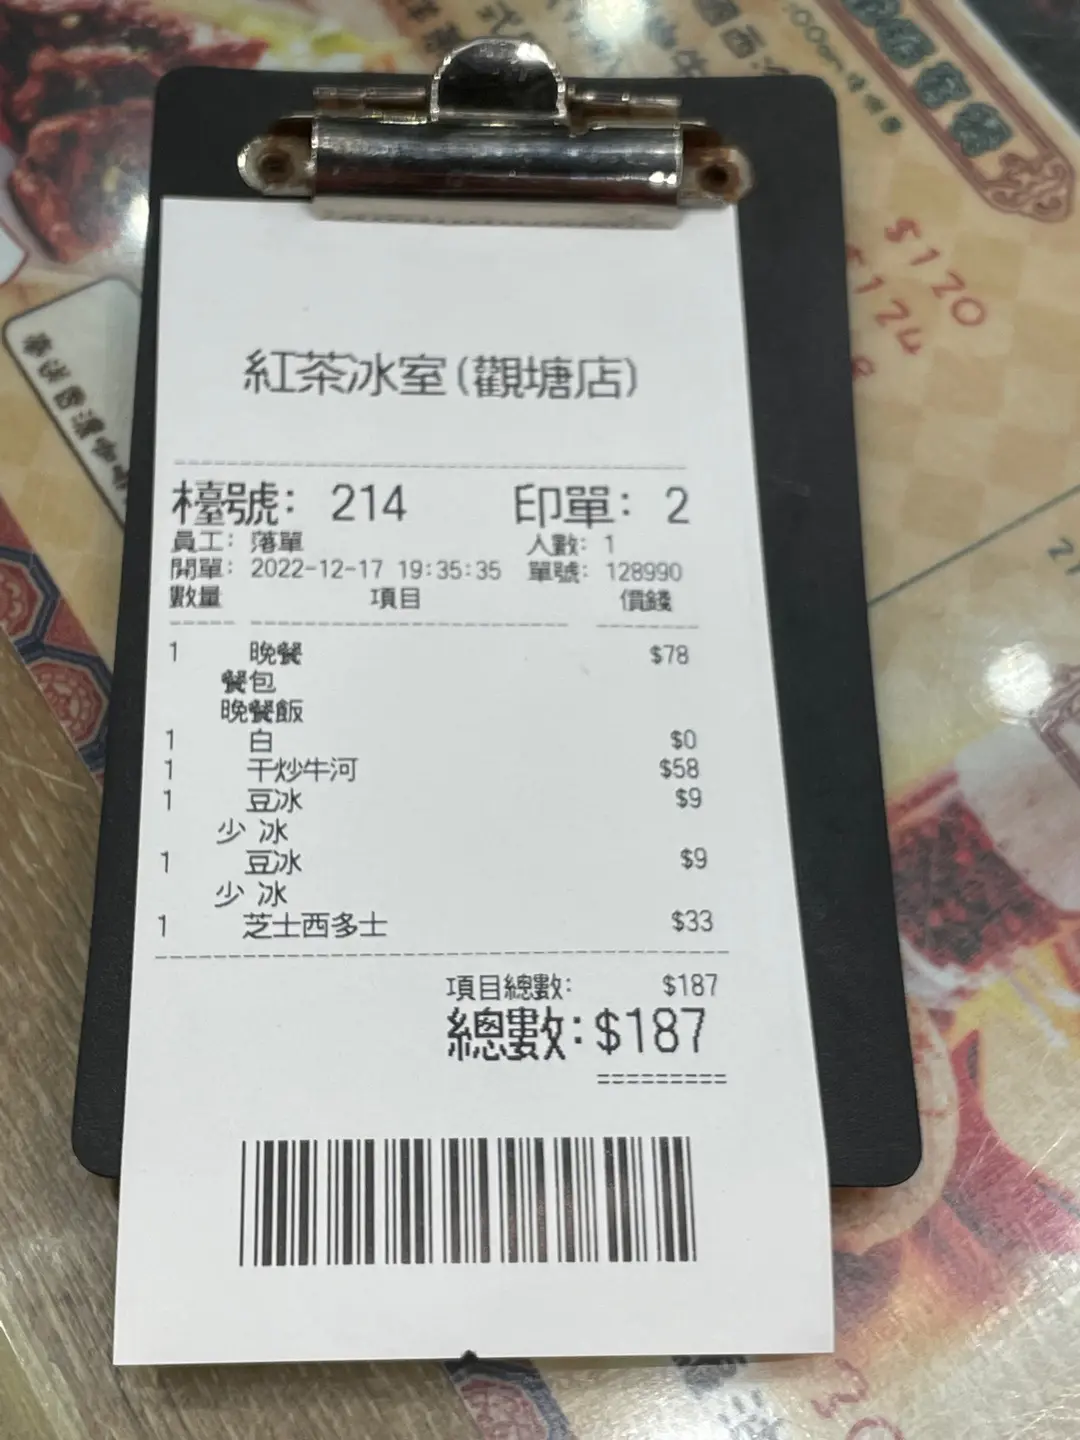 紅茶冰室(觀塘店)
檯號: 214 印單: 2
員工: 落單 人數: 1
開單: 2022-12-17 19:35:35 單號: 128990
數量 項目 價錢
1 晚餐 $78
餐包
晚餐飯
1 白 $0
1 干炒牛河 $58
1 豆冰 $9
少 冰
1 豆冰 $9
少 冰
1 芝士西多士 $33
項目總數: $187
總數: $187
=========
$120
$124